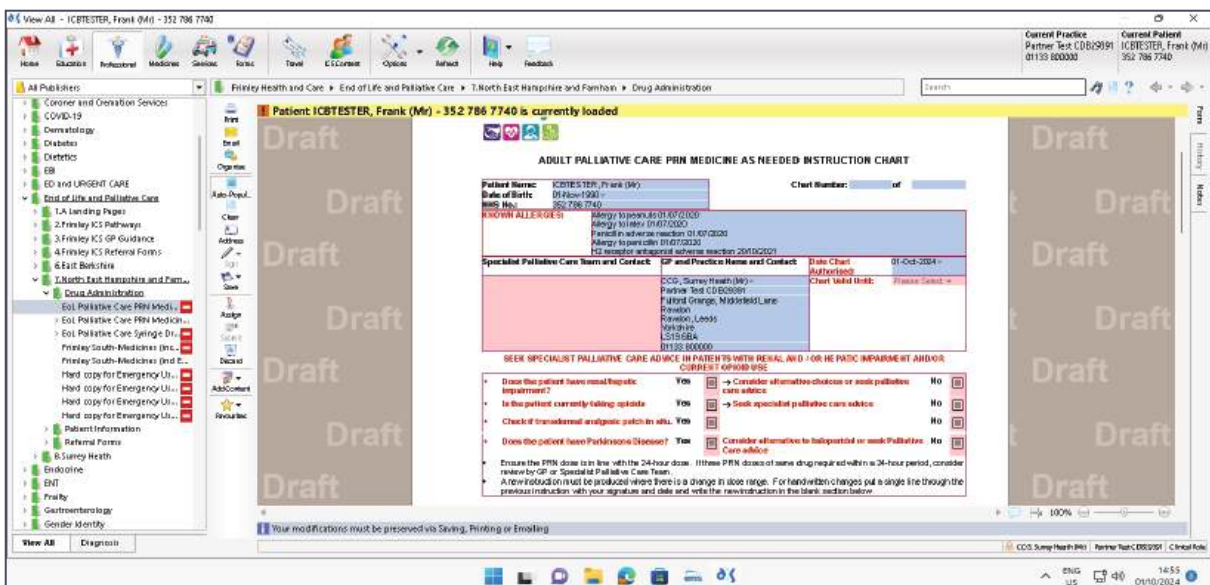 View All - ICBTESTER, Frank (Mr) - 352 786 7740
Home
Education
Professional
Medicines
Services
Forms
Travel
ICS Content
Options
Refresh
Help
Feedback
Current Practice
Partner Test CDB29391
01133 800000
Current Patient
ICBTESTER, Frank (Mr)
352 786 7740
All Publishers
Frimley Health and Care ▸ End of Life and Palliative Care ▸ 7.North East Hampshire and Farnham ▸ Drug Administration
Search
Coroner and Cremation Services
COVID-19
Dermatology
Diabetes
Dietetics
EBI
ED and URGENT CARE
End of Life and Palliative Care
1.A Landing Pages
2.Frimley ICS Pathways
3.Frimley ICS GP Guidance
4.Frimley ICS Referral Forms
6.East Berkshire
7.North East Hampshire and Farn...
Drug Administration
EoL Palliative Care PRN Medi...
EoL Palliative Care PRN Medicin...
EoL Palliative Care Syringe Dr...
Frimley South-Medicines (inc...
Frimley South-Medicines (ind E...
Hard copy for Emergency Us...
Hard copy for Emergency Us...
Hard copy for Emergency Us...
Hard copy for Emergency Us...
Patient Information
Referral Forms
8.Surrey Heath
Endocrine
ENT
Frailty
Gastroenterology
Gender Identity
View All
Diagnosis
Print
Email
Organise
Auto-Popul...
Clear
Address
Sign
Save
Assign
Submit
Discard
Add Content
Favourites
Patient ICBTESTER, Frank (Mr) - 352 786 7740 is currently loaded
Draft
Draft
Draft
Draft
Draft
Draft
Draft
Draft
Draft
ADULT PALLIATIVE CARE PRN MEDICINE AS NEEDED INSTRUCTION CHART
Patient Name: ICBTESTER, Frank (Mr)
Chart Number: of
Date of Birth: 01-Nov-1990
NHS No.: 352 786 7740
KNOWN ALLERGIES: Allergy to peanuts 01/07/2020
Allergy to latex 01/07/2020
Penicillin adverse reaction 01/07/2020
Allergy to penicillin 01/07/2020
H2 receptor antagonist adverse reaction 20/10/2021
Specialist Palliative Care Team and Contact:
GP and Practice Name and Contact:
CCG, Surrey Heath (Mr)
Partner Test CDB29391
Fulford Grange, Micklefield Lane
Rawdon
Rawdon, Leeds
Yorkshire
LS19 6BA
01133 800000
Date Chart Authorised: 01-Oct-2024
Chart Valid Until: Please Select
SEEK SPECIALIST PALLIATIVE CARE ADVICE IN PATIENTS WITH RENAL AND / OR HEPATIC IMPAIRMENT AND/OR
CURRENT OPIOID USE
• Does the patient have renal/hepatic impairment? Yes → Consider alternative choices or seek palliative care advice No
• Is the patient currently taking opioids Yes → Seek specialist palliative care advice No
• Check if transdermal analgesic patch in situ. Yes No
• Does the patient have Parkinsons Disease? Yes Consider alternative to haloperidol or seek Palliative Care advice No
• Ensure the PRN dose is in line with the 24-hour dose. If three PRN doses of same drug required within a 24-hour period, consider
review by GP or Specialist Palliative Care Team.
• A new instruction must be produced where there is a change in dose range. For handwritten changes put a single line through the
previous instruction with your signature and date and write the new instruction in the blank section below
Form
History
Notes
100%
Your modifications must be preserved via Saving, Printing or Emailing
CCG, Surrey Heath (Mr)
Partner Test CDB29391
Clinical Role
ENG
US
14:55
01/10/2024